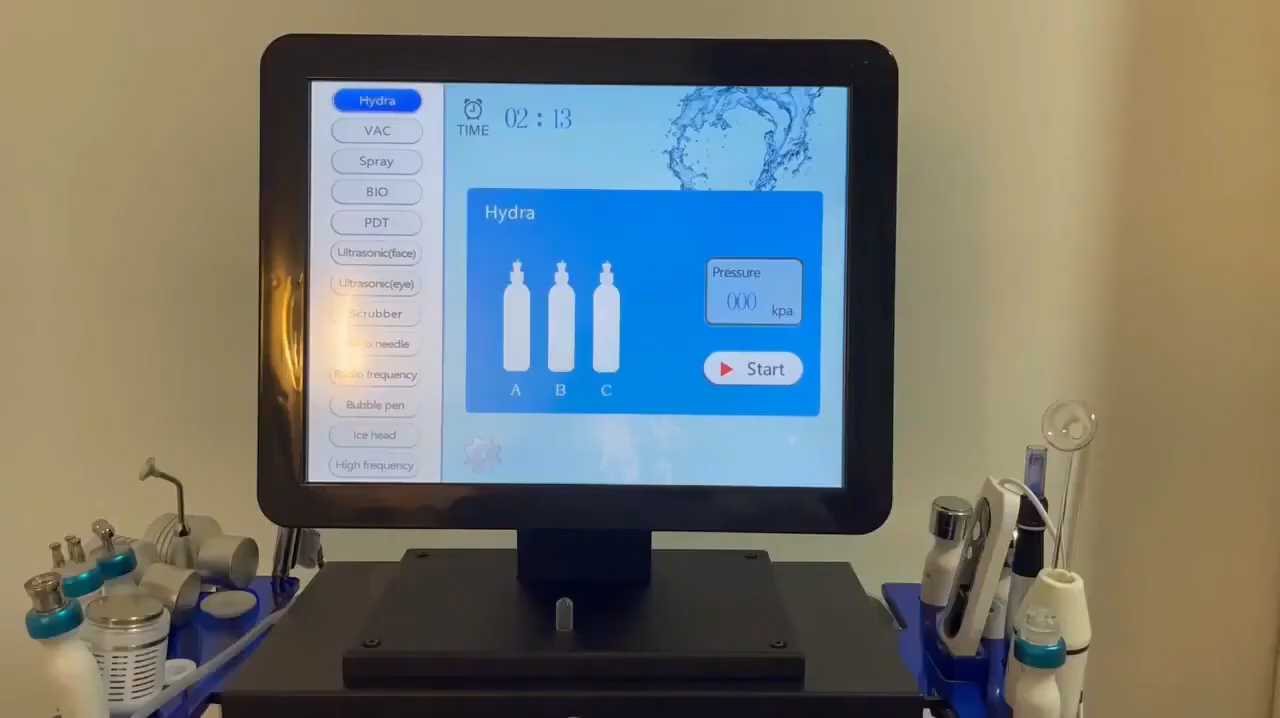 Hydra
VAC
Spray
BIO
PDT
Ultrasonic(face)
Ultrasonic(eye)
Scrubber
needle
Radio frequency
Bubble pen
Ice head
High frequency
TIME
02 : 13
Hydra
A B C
Pressure
000 kpa
Start